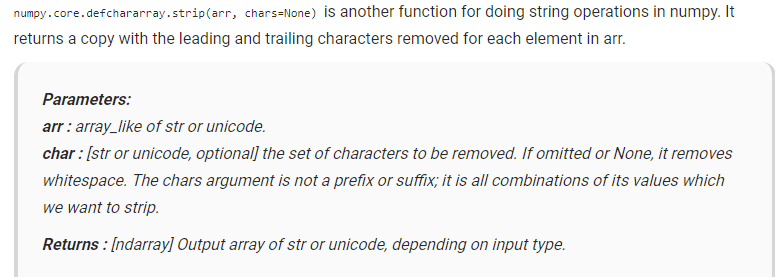 numpy.core.defchararray.strip(arr, chars=None) is another function for doing string operations in numpy. It
returns a copy with the leading and trailing characters removed for each element in arr.
Parameters:
arr : array_like of str or unicode.
char : [str or unicode, optional] the set of characters to be removed. If omitted or None, it removes
whitespace. The chars argument is not a prefix or suffix; it is all combinations of its values which
we want to strip.
Returns : [ndarray] Output array of str or unicode, depending on input type.